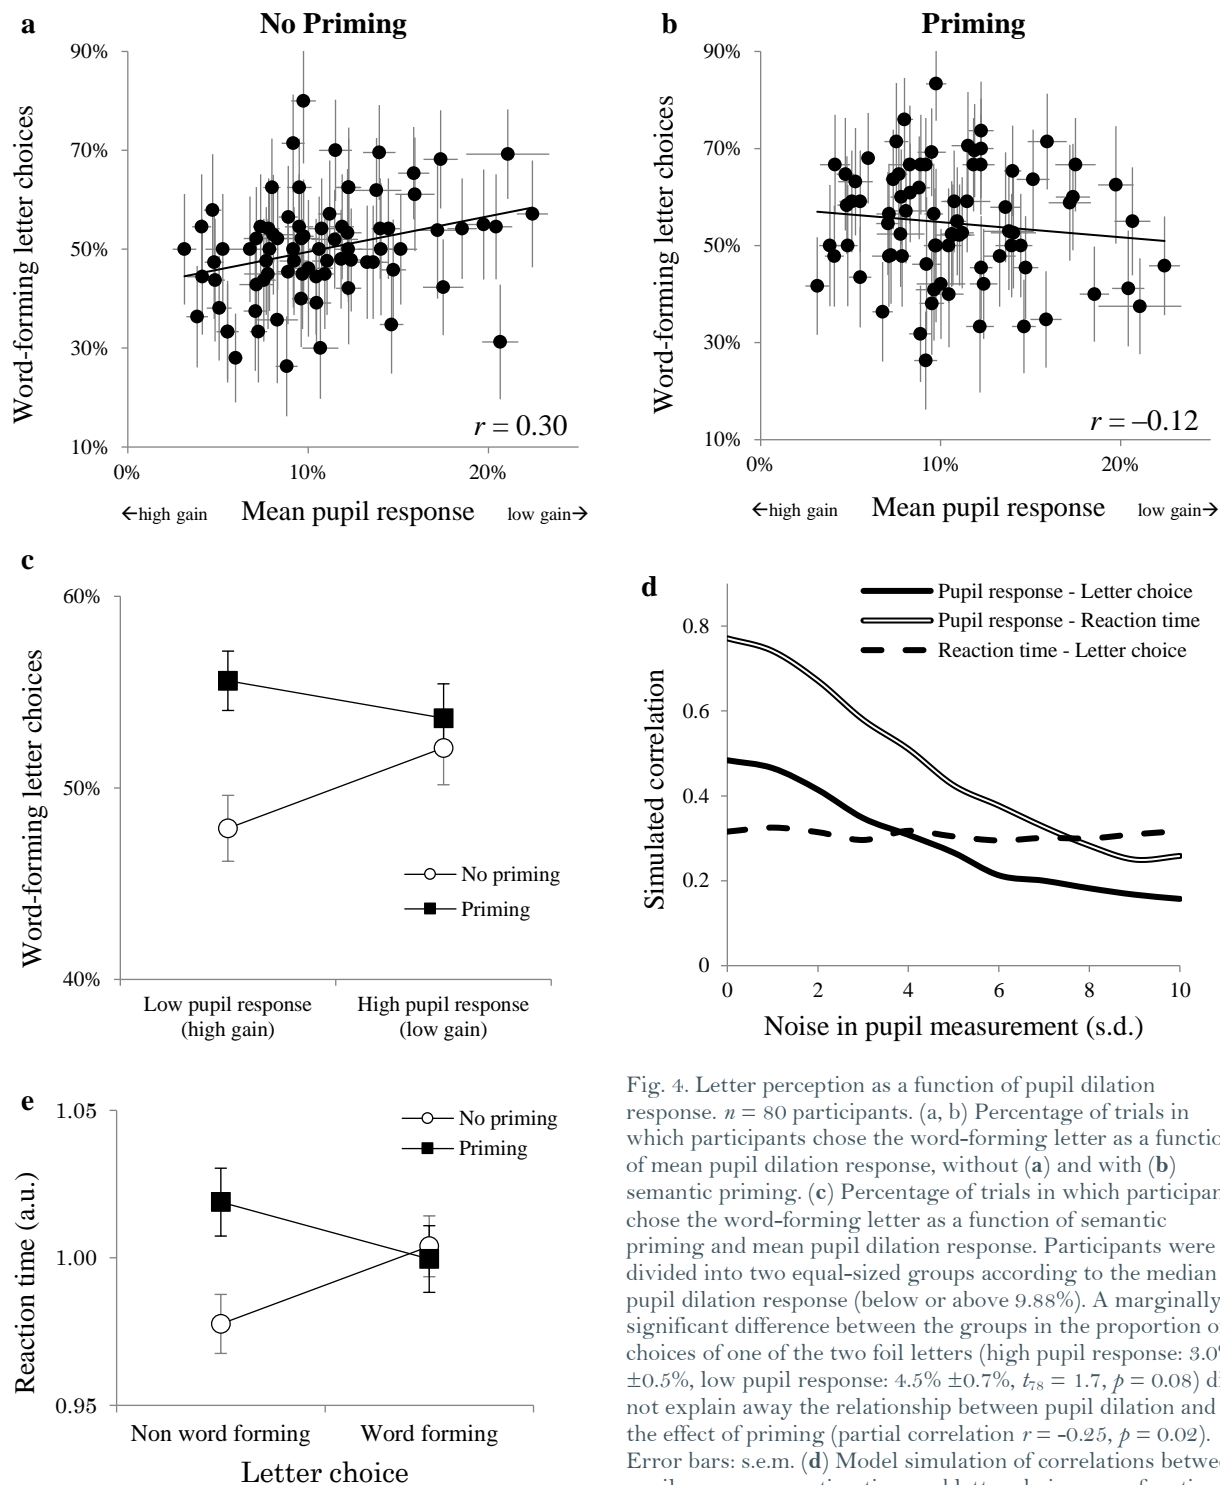 a
No Priming
Word-forming letter choices
90%
70%
50%
30%
10%
r = 0.30
0%
10%
20%
←high gain
Mean pupil response
low gain→
b
Priming
Word-forming letter choices
90%
70%
50%
30%
10%
r = –0.12
0%
10%
20%
←high gain
Mean pupil response
low gain→
c
Word-forming letter choices
60%
50%
40%
No priming
Priming
Low pupil response
(high gain)
High pupil response
(low gain)
d
Pupil response - Letter choice
Pupil response - Reaction time
Reaction time - Letter choice
Simulated correlation
0.8
0.6
0.4
0.2
0
0
2
4
6
8
10
Noise in pupil measurement (s.d.)
e
Reaction time (a.u.)
1.05
1.00
0.95
No priming
Priming
Non word forming
Word forming
Letter choice
Fig. 4. Letter perception as a function of pupil dilation
response. n = 80 participants. (a, b) Percentage of trials in
which participants chose the word-forming letter as a functio
of mean pupil dilation response, without (a) and with (b)
semantic priming. (c) Percentage of trials in which participan
chose the word-forming letter as a function of semantic
priming and mean pupil dilation response. Participants were
divided into two equal-sized groups according to the median
pupil dilation response (below or above 9.88%). A marginally
significant difference between the groups in the proportion o
choices of one of the two foil letters (high pupil response: 3.0%
±0.5%, low pupil response: 4.5% ±0.7%, t78 = 1.7, p = 0.08) di
not explain away the relationship between pupil dilation and
the effect of priming (partial correlation r = -0.25, p = 0.02).
Error bars: s.e.m. (d) Model simulation of correlations betwe